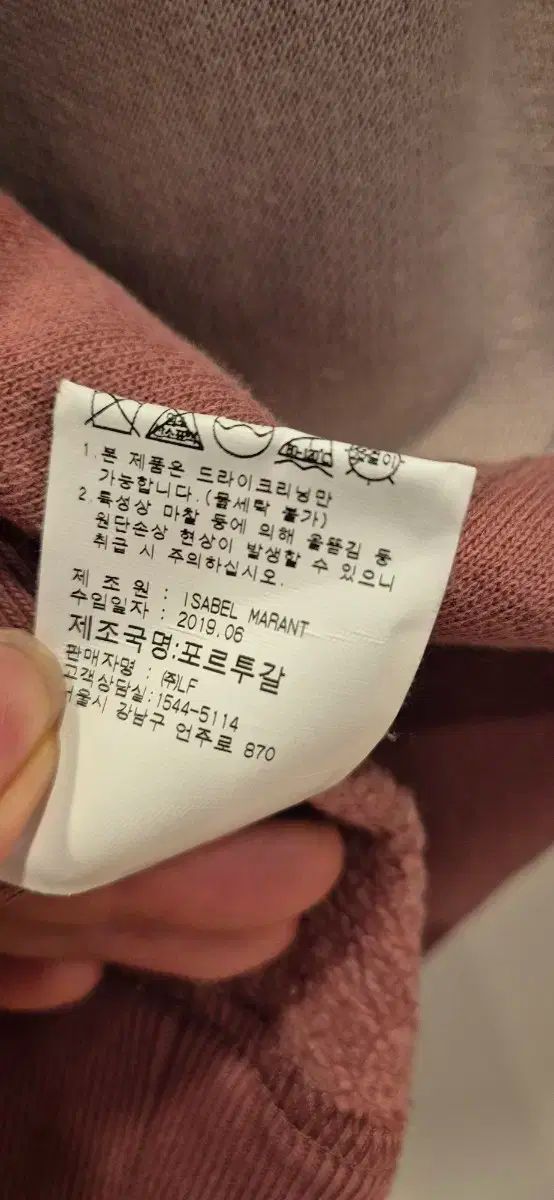 1.본 제품은 드라이크리닝만
가능합니다.(물세탁 불가)
2.특성상 마찰 등에 의해 올뜯김 등
원단손상 현상이 발생할 수 있으니
취급 시 주의하십시오.
제 조 원 : ISABEL MARANT
수입일자 : 2019.06
제조국명:포르투갈
판매자명 : ㈜LF
고객상담실:1544-5114
서울시 강남구 언주로 870